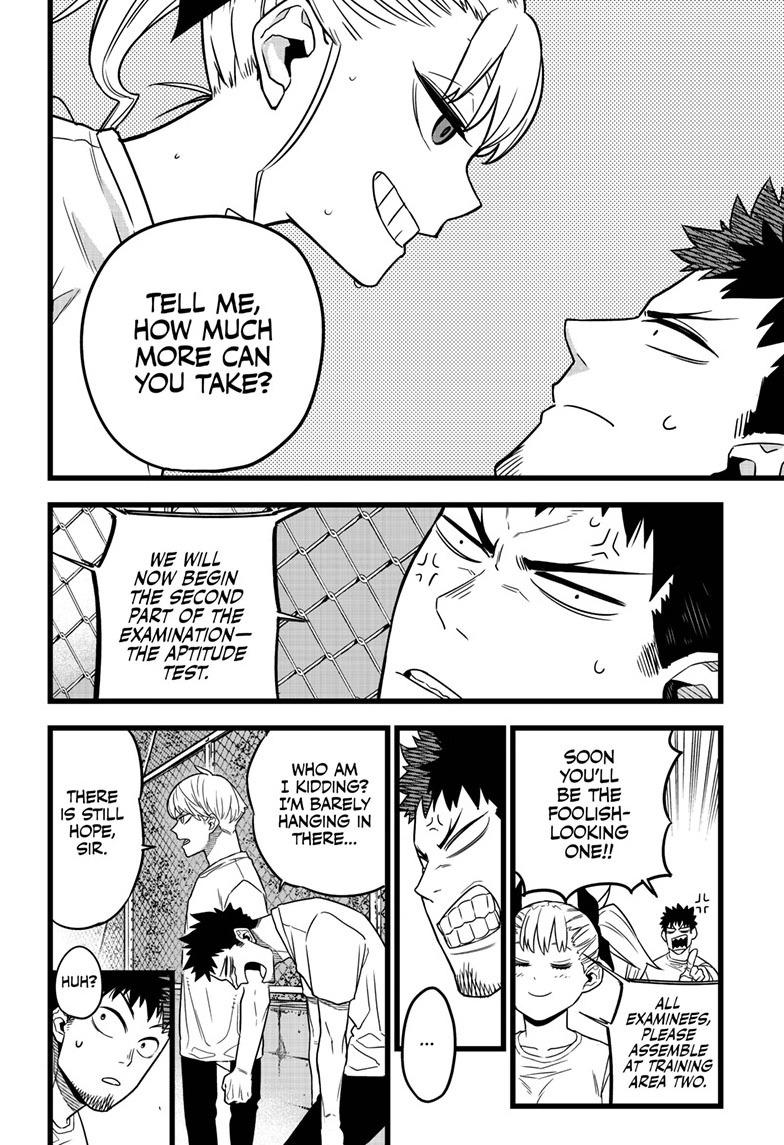 TELL ME,
HOW MUCH
MORE CAN
YOU TAKE?
WE WILL
NOW BEGIN
THE SECOND
PART OF THE
EXAMINATION—
THE APTITUDE
TEST.
SOON
YOU'LL
BE THE
FOOLISH-
LOOKING
ONE!!
ALL
EXAMINEES,
PLEASE
ASSEMBLE
AT TRAINING
AREA TWO.
...
WHO AM
I KIDDING?
I'M BARELY
HANGING IN
THERE...
THERE
IS STILL
HOPE,
SIR.
HUH?